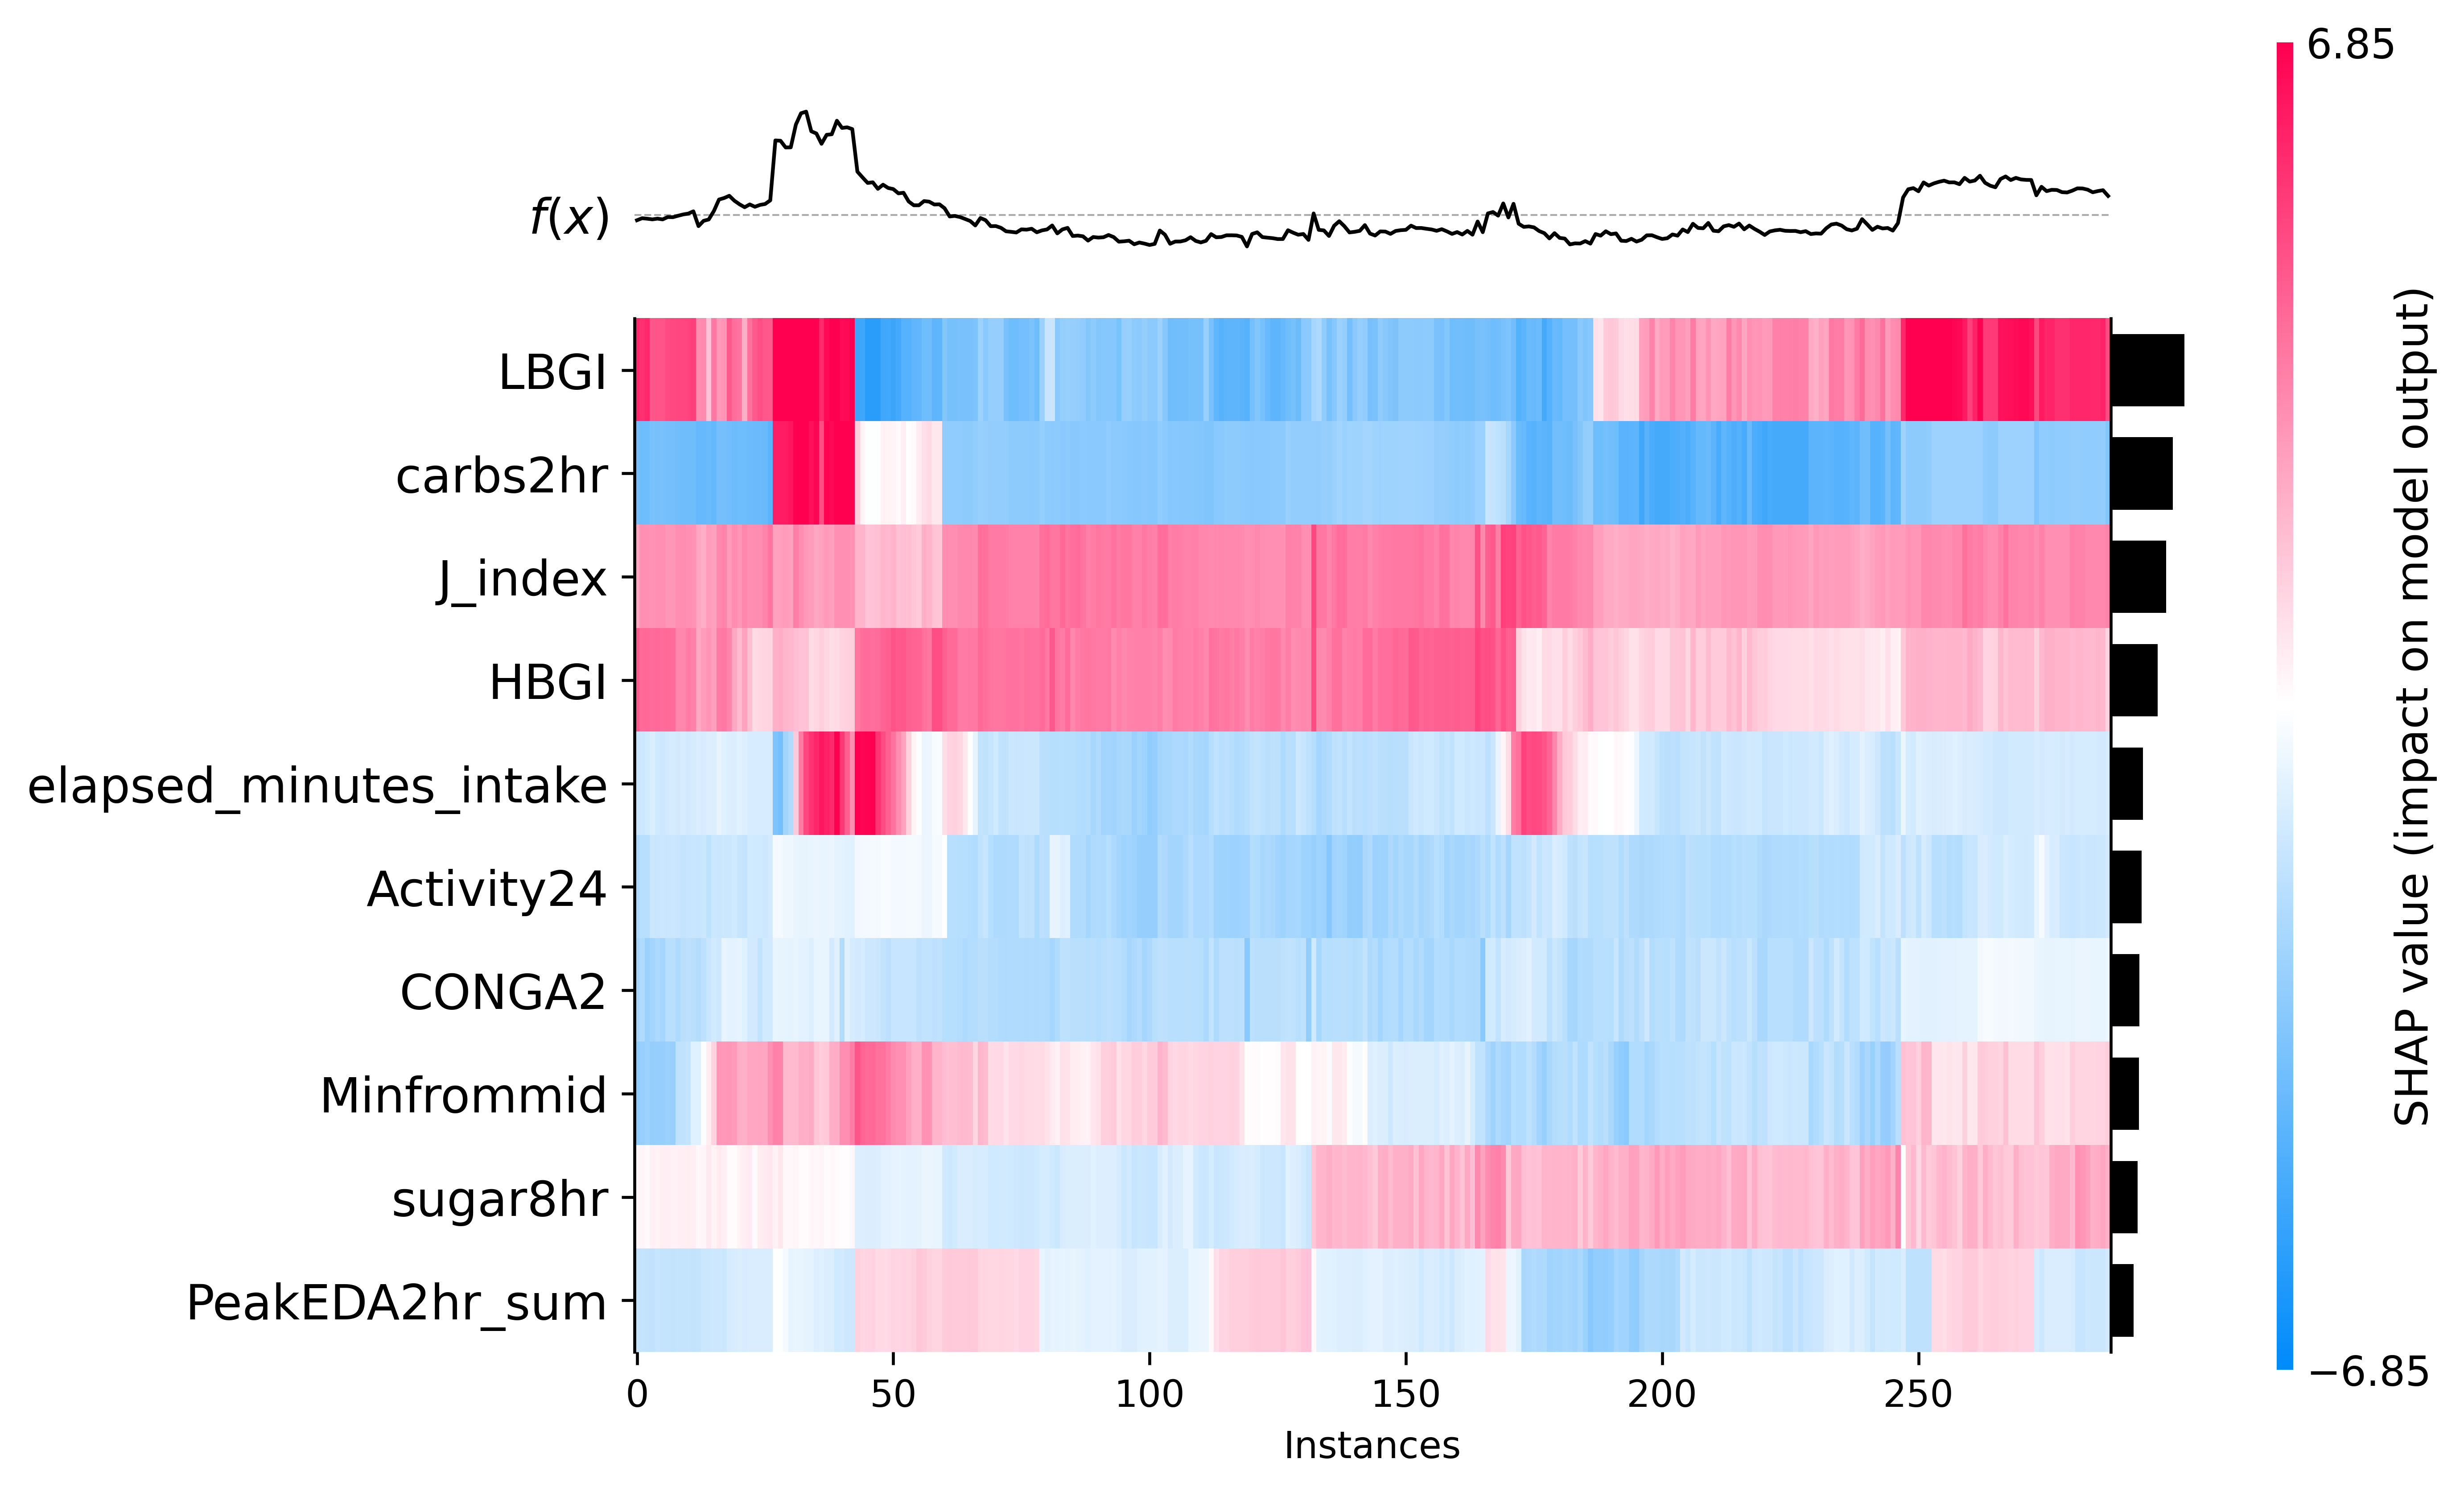 6.85
f(x)
LBGI
carbs2hr
J_index
HBGI
elapsed_minutes_intake
Activity24
CONGA2
Minfrommid
sugar8hr
PeakEDA2hr_sum
0 50 100 150 200 250
Instances
−6.85
SHAP value (impact on model output)